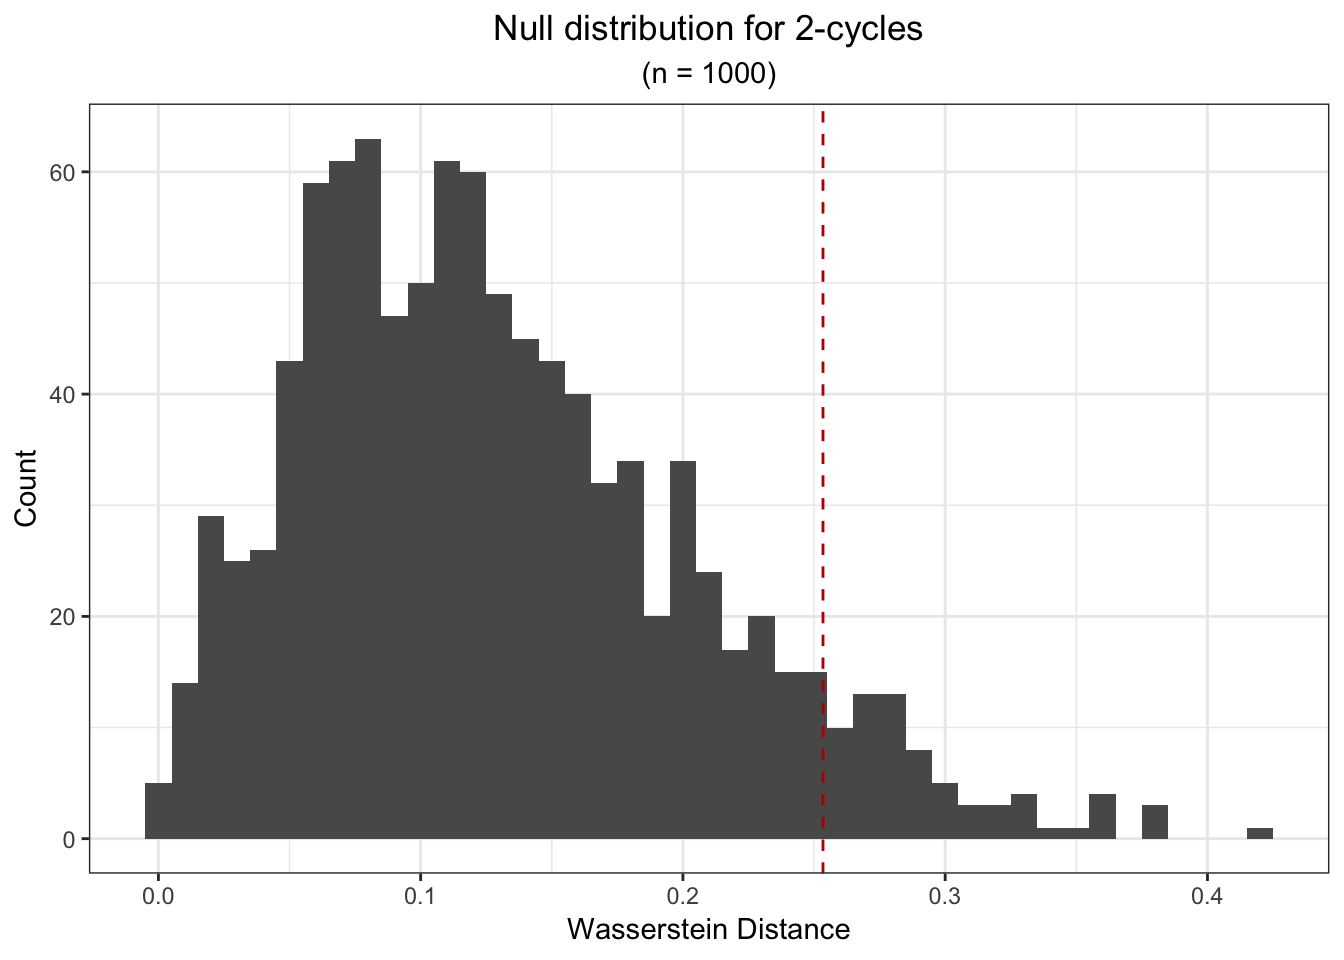 Null distribution for 2-cycles
(n = 1000)
60
40
20
0
Count
0.0
0.1
0.2
0.3
0.4
Wasserstein Distance